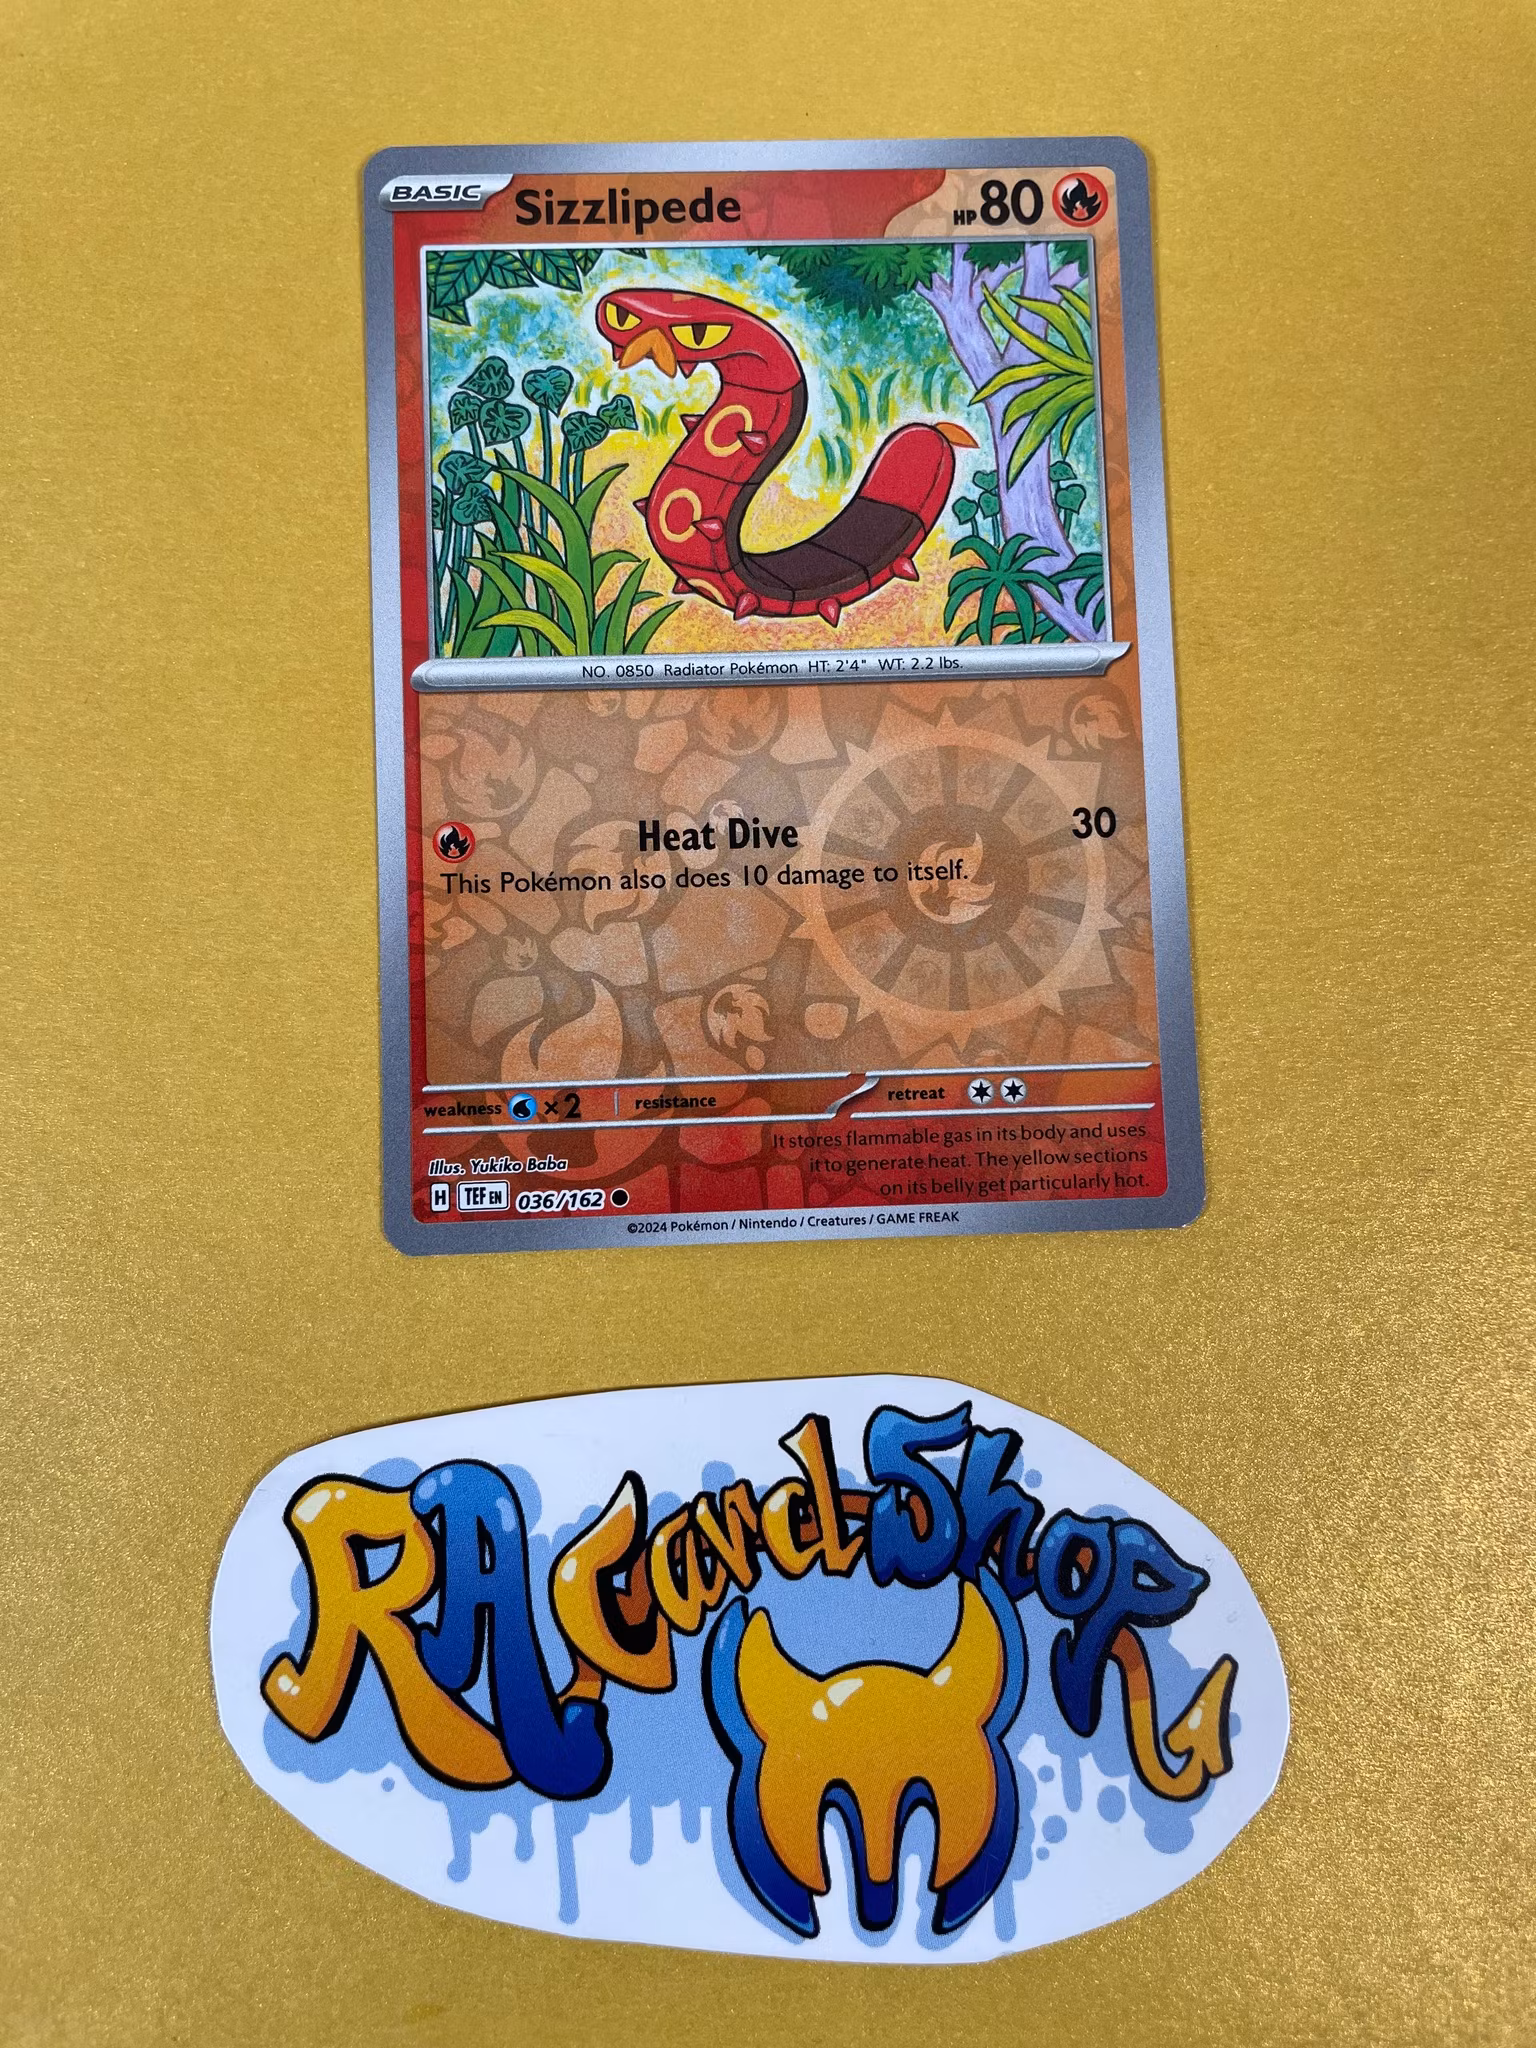 BASIC
Sizzlipede
HP 80
NO. 0850 Radiator Pokémon HT: 2'4" WT: 2.2 lbs.
Heat Dive 30
This Pokémon also does 10 damage to itself.
weakness ×2 resistance retreat
It stores flammable gas in its body and uses
it to generate heat. The yellow sections
on its belly get particularly hot.
Illus. Yukiko Baba
H TEF EN 036/162
©2024 Pokémon / Nintendo / Creatures / GAME FREAK
RA Card Shop